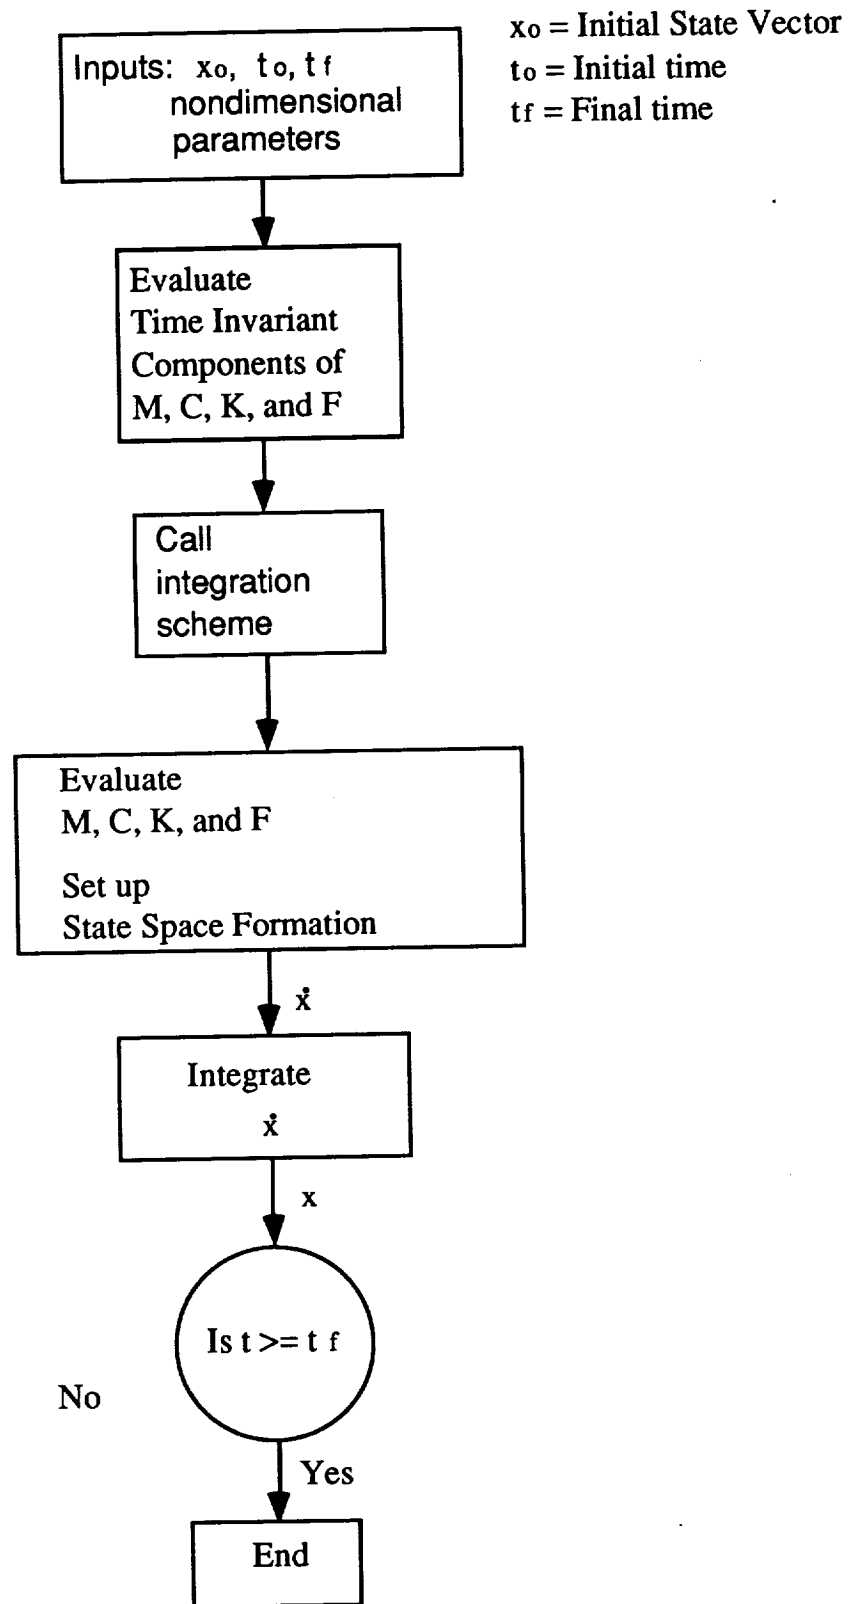 Inputs: xo, to, tf
nondimensional
parameters
xo = Initial State Vector
to = Initial time
tf = Final time
Evaluate
Time Invariant
Components of
M, C, K, and F
Call
integration
scheme
Evaluate
M, C, K, and F
Set up
State Space Formation
ẋ
Integrate
ẋ
x
Is t >= t f
No
Yes
End